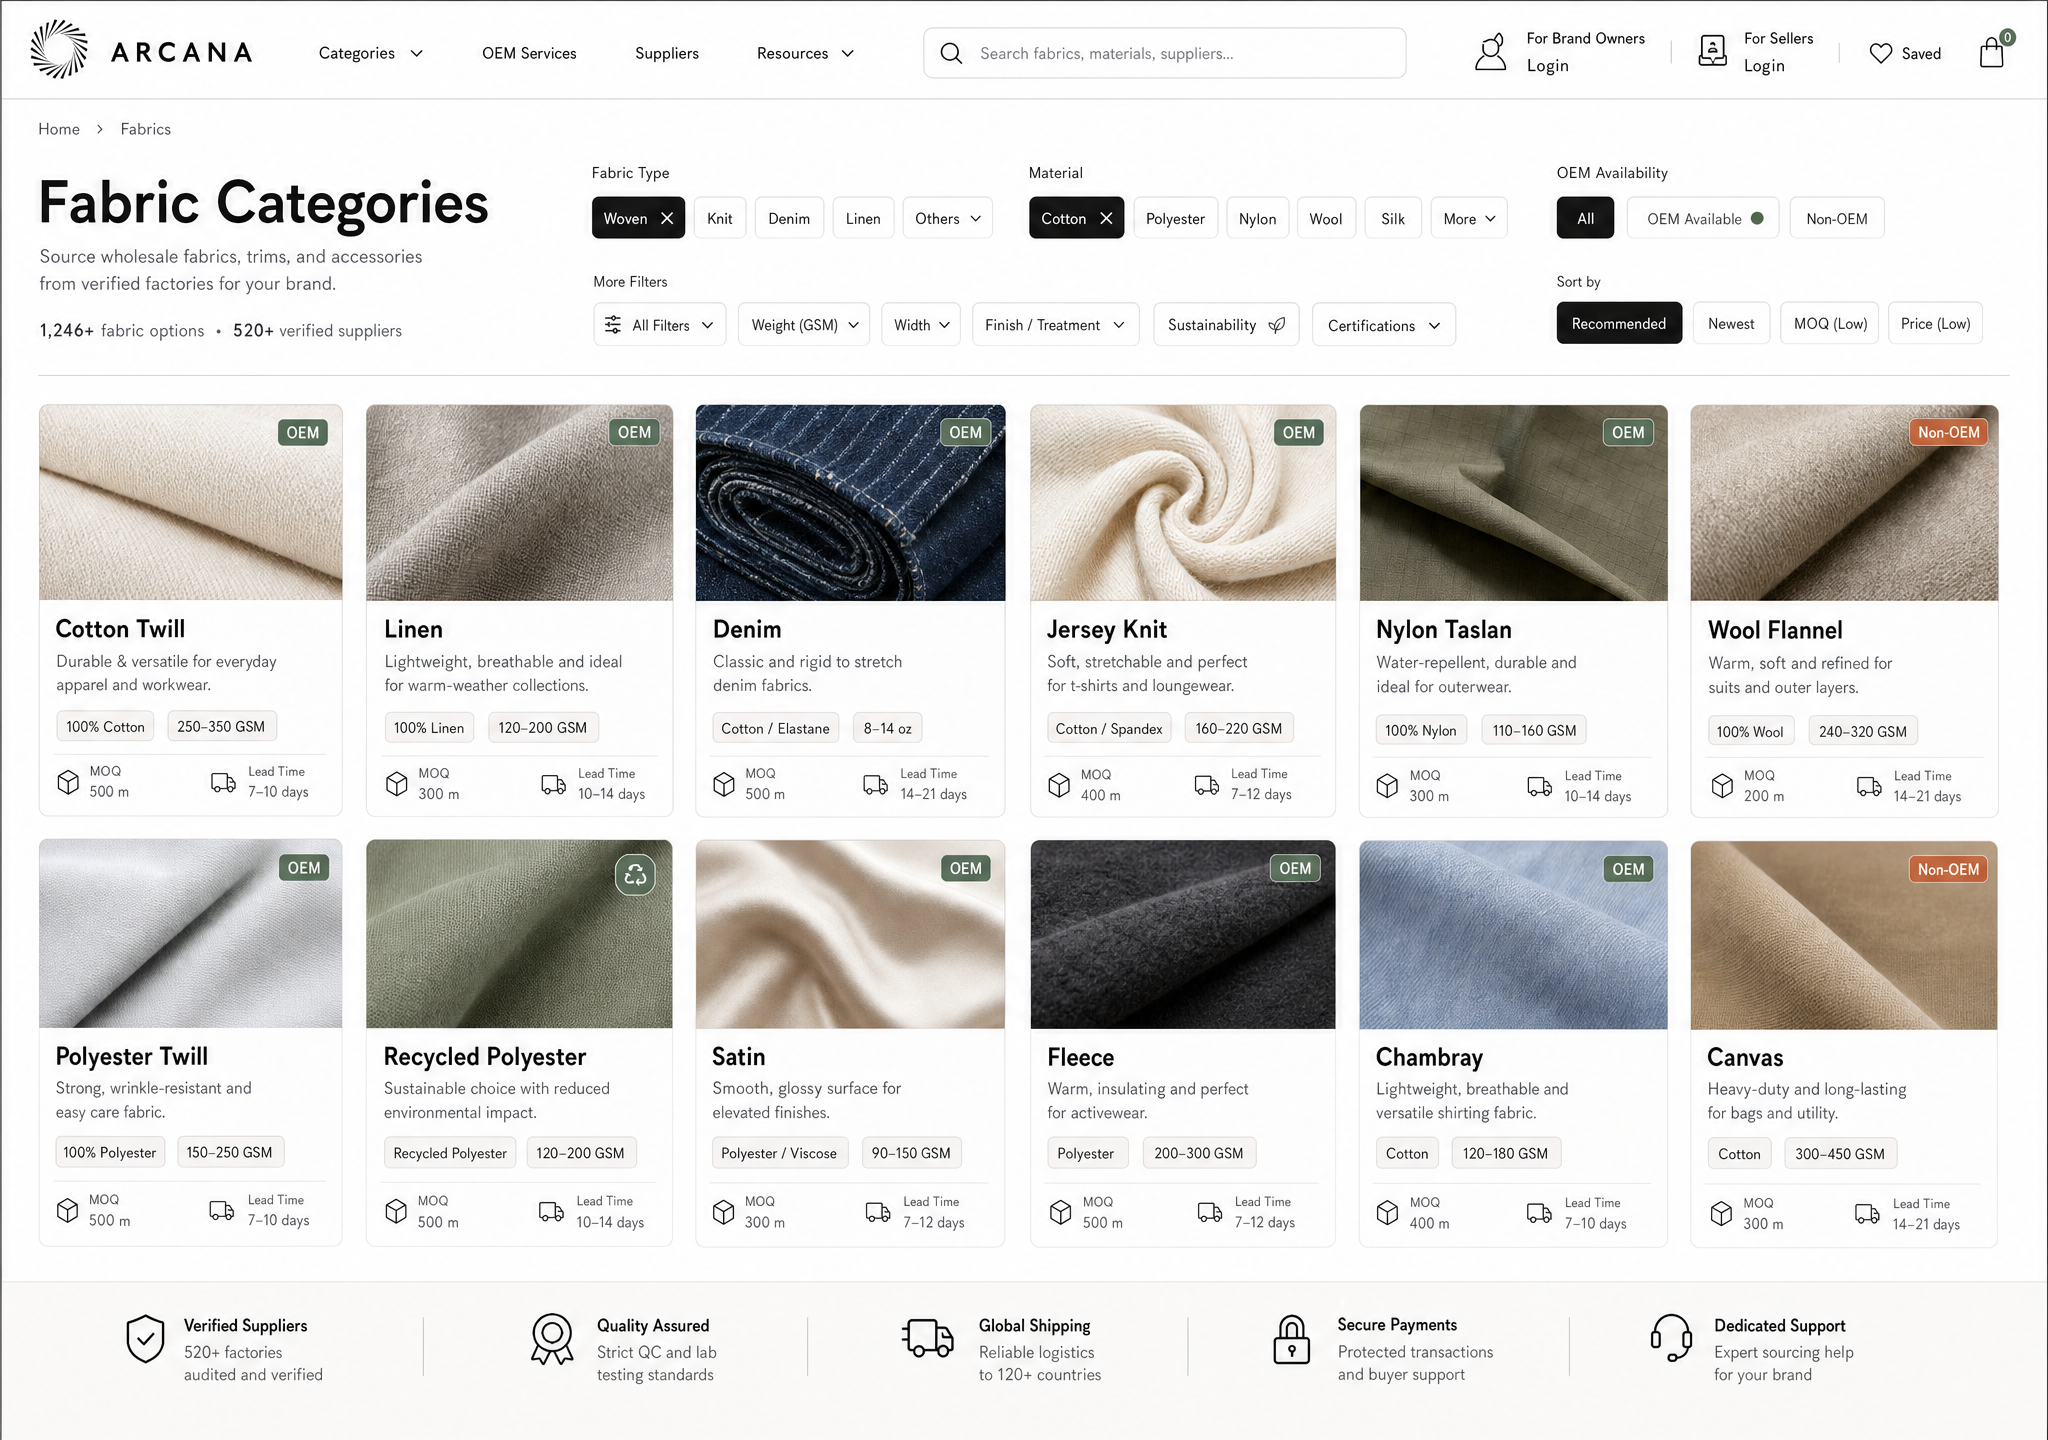 ARCANA
Categories
OEM Services
Suppliers
Resources
Search fabrics, materials, suppliers...
For Brand Owners
Login
For Sellers
Login
Saved
0
Home > Fabrics
Fabric Categories
Source wholesale fabrics, trims, and accessories
from verified factories for your brand.
1,246+ fabric options • 520+ verified suppliers
Fabric Type
Woven
Knit
Denim
Linen
Others
Material
Cotton
Polyester
Nylon
Wool
Silk
More
OEM Availability
All
OEM Available
Non-OEM
More Filters
All Filters
Weight (GSM)
Width
Finish / Treatment
Sustainability
Certifications
Sort by
Recommended
Newest
MOQ (Low)
Price (Low)
OEM
Cotton Twill
Durable & versatile for everyday
apparel and workwear.
100% Cotton
250–350 GSM
MOQ
500 m
Lead Time
7–10 days
OEM
Linen
Lightweight, breathable and ideal
for warm-weather collections.
100% Linen
120–200 GSM
MOQ
300 m
Lead Time
10–14 days
OEM
Denim
Classic and rigid to stretch
denim fabrics.
Cotton / Elastane
8–14 oz
MOQ
500 m
Lead Time
14–21 days
OEM
Jersey Knit
Soft, stretchable and perfect
for t-shirts and loungewear.
Cotton / Spandex
160–220 GSM
MOQ
400 m
Lead Time
7–12 days
OEM
Nylon Taslan
Water-repellent, durable and
ideal for outerwear.
100% Nylon
110–160 GSM
MOQ
300 m
Lead Time
10–14 days
Non-OEM
Wool Flannel
Warm, soft and refined for
suits and outer layers.
100% Wool
240–320 GSM
MOQ
200 m
Lead Time
14–21 days
OEM
Polyester Twill
Strong, wrinkle-resistant and
easy care fabric.
100% Polyester
150–250 GSM
MOQ
500 m
Lead Time
7–10 days
Recycled Polyester
Sustainable choice with reduced
environmental impact.
Recycled Polyester
120–200 GSM
MOQ
500 m
Lead Time
10–14 days
OEM
Satin
Smooth, glossy surface for
elevated finishes.
Polyester / Viscose
90–150 GSM
MOQ
300 m
Lead Time
7–12 days
OEM
Fleece
Warm, insulating and perfect
for activewear.
Polyester
200–300 GSM
MOQ
500 m
Lead Time
7–12 days
OEM
Chambray
Lightweight, breathable and
versatile shirting fabric.
Cotton
120–180 GSM
MOQ
400 m
Lead Time
7–10 days
Non-OEM
Canvas
Heavy-duty and long-lasting
for bags and utility.
Cotton
300–450 GSM
MOQ
300 m
Lead Time
14–21 days
Verified Suppliers
520+ factories
audited and verified
Quality Assured
Strict QC and lab
testing standards
Global Shipping
Reliable logistics
to 120+ countries
Secure Payments
Protected transactions
and buyer support
Dedicated Support
Expert sourcing help
for your brand